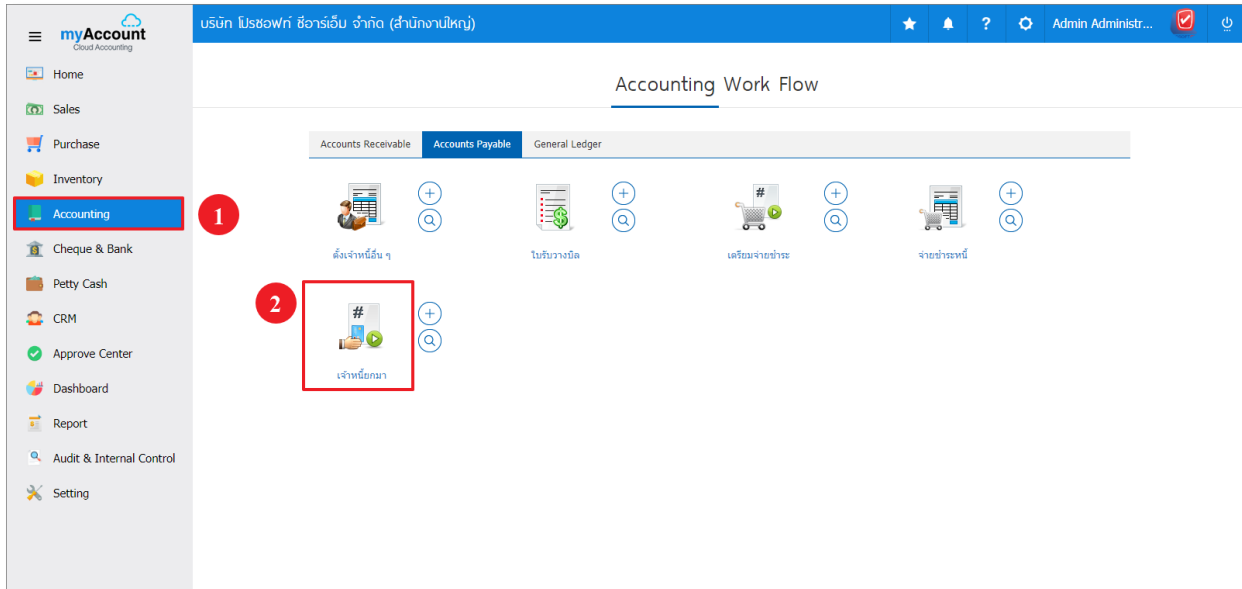 myAccount
Cloud Accounting
บริษัท โปรซอฟท์ ซีอาร์เอ็ม จำกัด (สำนักงานใหญ่)
?
Admin Administr...
Home
Sales
Purchase
Inventory
Accounting
Cheque & Bank
Petty Cash
CRM
Approve Center
Dashboard
Report
Audit & Internal Control
Setting
1
Accounting Work Flow
Accounts Receivable
Accounts Payable
General Ledger
#
ตั้งเจ้าหนี้อื่น ๆ
ใบรับวางบิล
เตรียมจ่ายชำระ
จ่ายชำระหนี้
2
#
เจ้าหนี้ยกมา